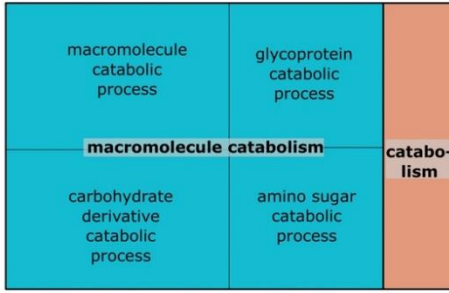 macromolecule
catabolic
process
glycoprotein
catabolic
process
macromolecule catabolism
catabo-
lism
carbohydrate
derivative
catabolic
process
amino sugar
catabolic
process